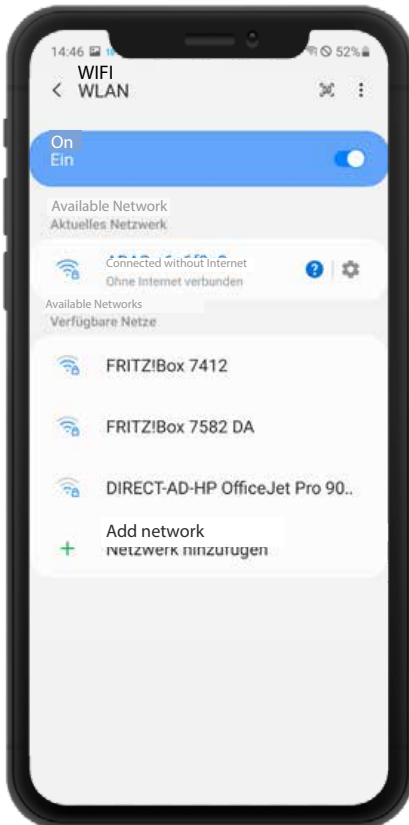 14:46
52%
WIFI
WLAN
On
Ein
Available Network
Aktuelles Netzwerk
Connected without Internet
Ohne Internet verbunden
Available Networks
Verfügbare Netze
FRITZ!Box 7412
FRITZ!Box 7582 DA
DIRECT-AD-HP OfficeJet Pro 90..
Add network
Netzwerk hinzufügen